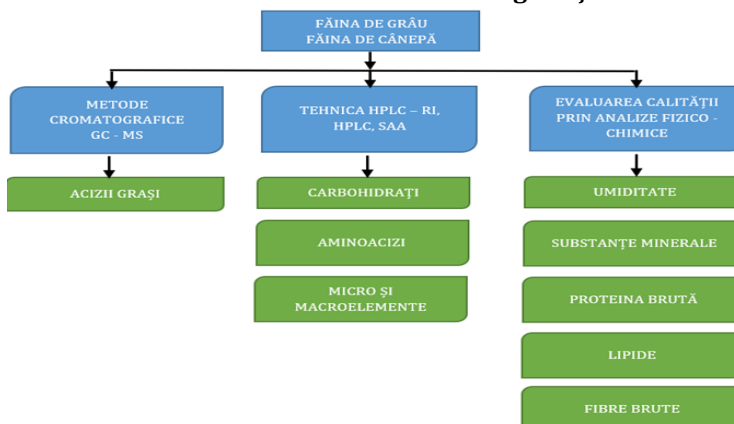 FĂINA DE GRÂU
FĂINA DE CÂNEPĂ
METODE
CROMATOGRAFICE
GC - MS
TEHNICA HPLC – RI,
HPLC, SAA
EVALUAREA CALITĂȚII
PRIN ANALIZE FIZICO -
CHIMICE
ACIZII GRAȘI
CARBOHIDRAȚI
AMINOACIZI
MICRO ȘI
MACROELEMENTE
UMIDITATE
SUBSTANȚE MINERALE
PROTEINA BRUTĂ
LIPIDE
FIBRE BRUTE